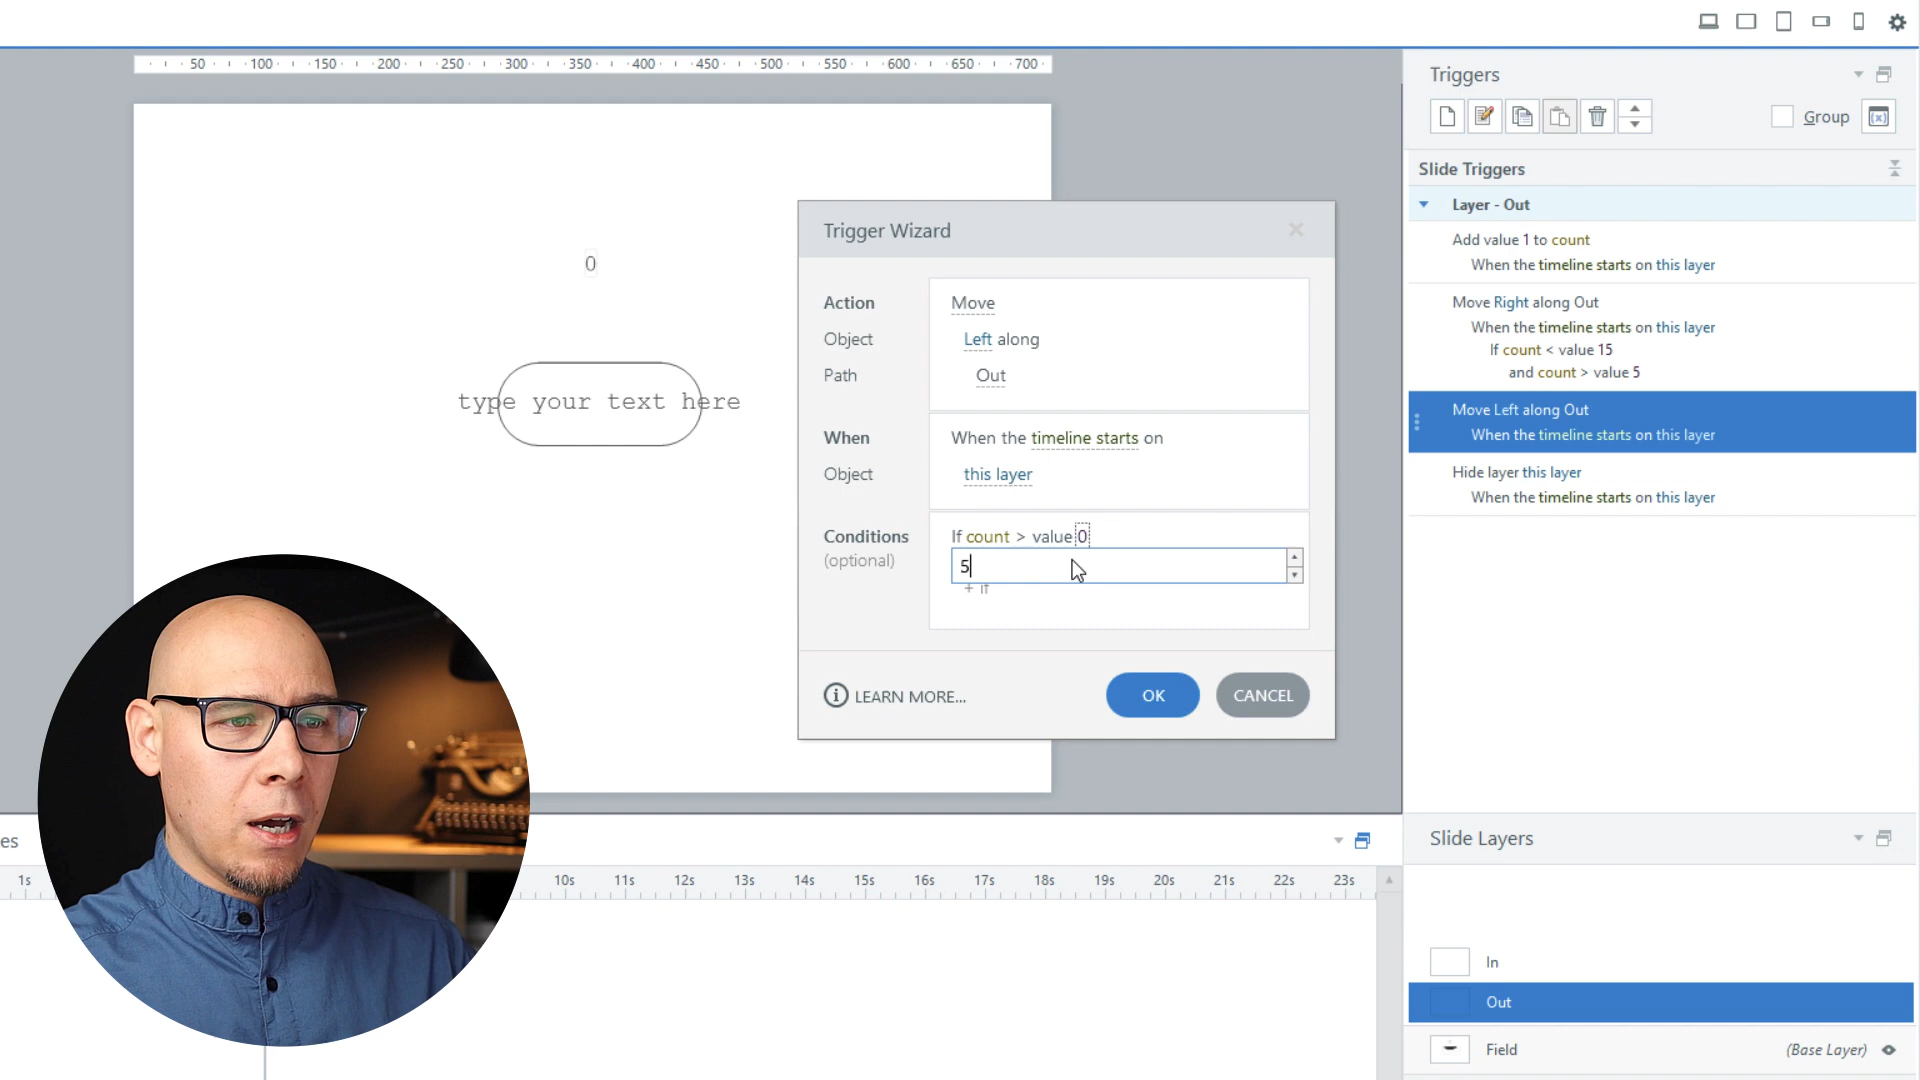 50 100 150 200 250 300 350 400 450 500 550 600 650 700
0
type your text here
Trigger Wizard
Action Move
Object Left along
Path Out
When When the timeline starts on
Object this layer
Conditions If count > value 0
(optional)
5
+ if
LEARN MORE...
OK
CANCEL
Triggers
Group
(x)
Slide Triggers
Layer - Out
Add value 1 to count
When the timeline starts on this layer
Move Right along Out
When the timeline starts on this layer
If count < value 15
and count > value 5
Move Left along Out
When the timeline starts on this layer
Hide layer this layer
When the timeline starts on this layer
es
1s 10s 11s 12s 13s 14s 15s 16s 17s 18s 19s 20s 21s 22s 23s
Slide Layers
In
Out
Field (Base Layer)